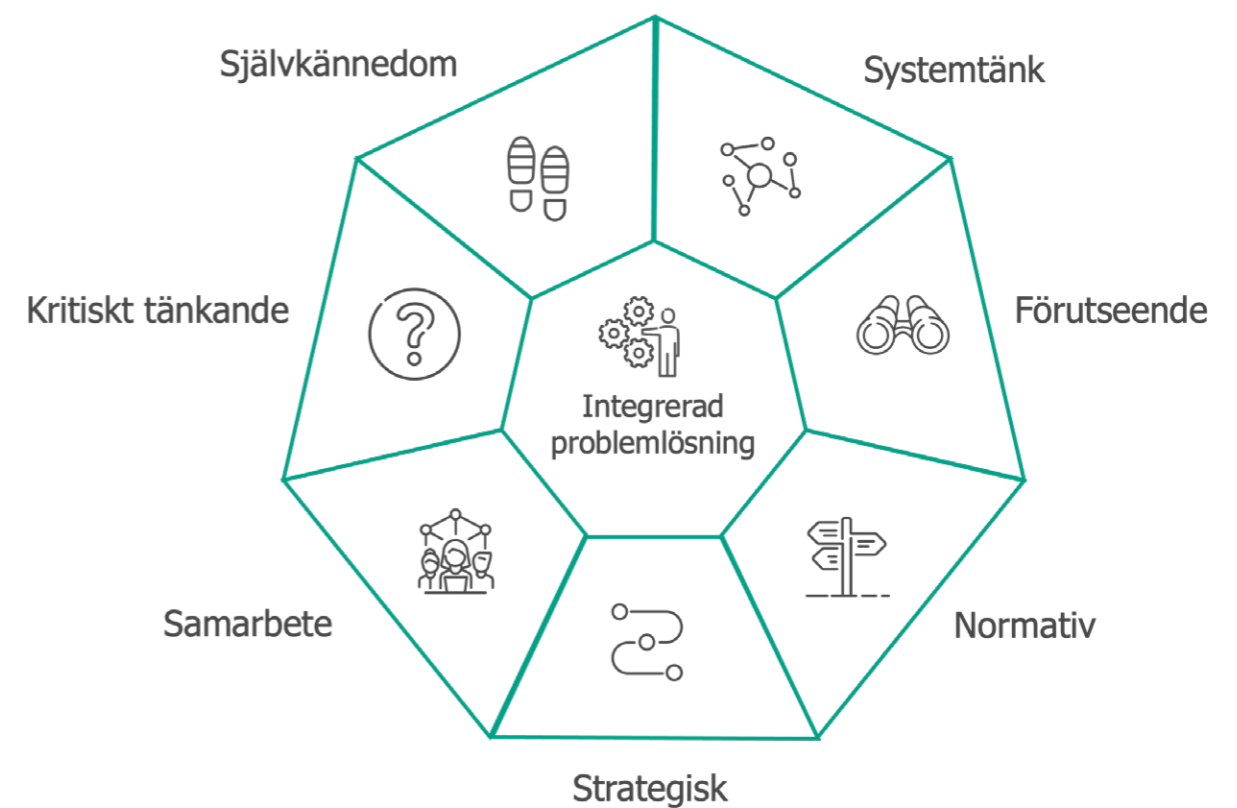 Självkännedom
Systemtänk
Kritiskt tänkande
Förutseende
Integrerad
problemlösning
Samarbete
Normativ
Strategisk